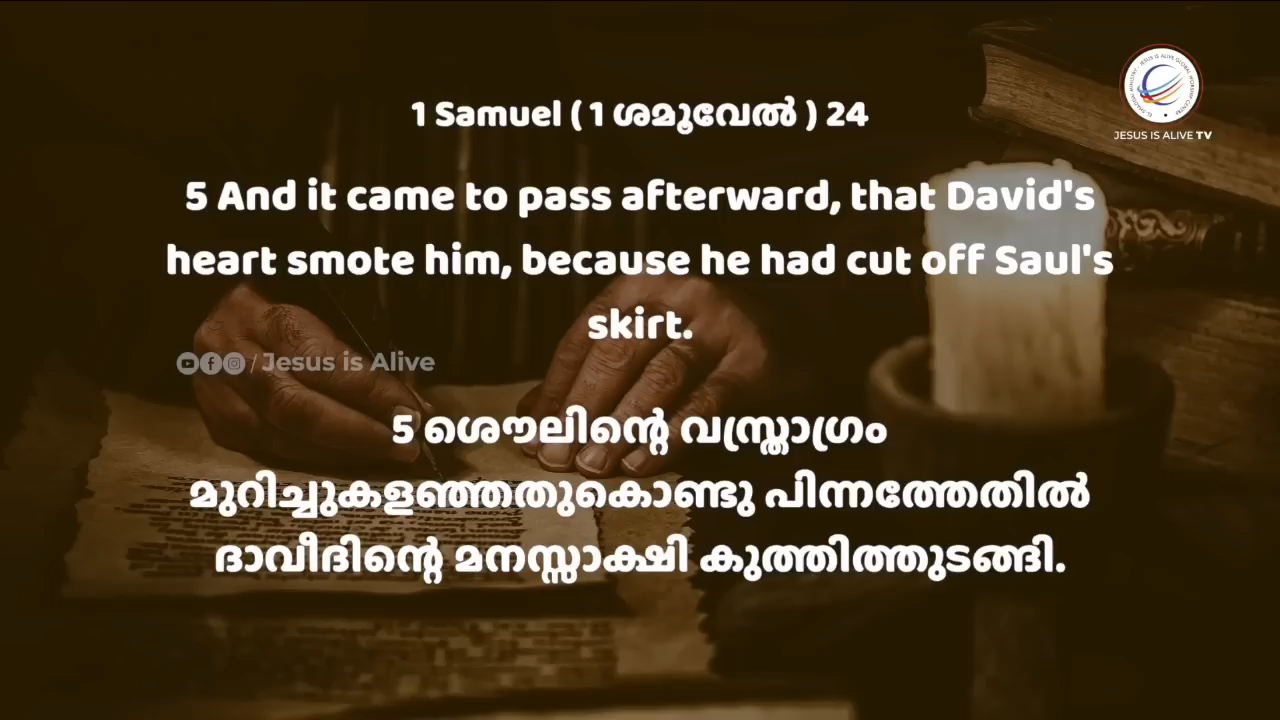 1 Samuel ( 1 ശമൂവേൽ ) 24
JESUS IS ALIVE TV
5 And it came to pass afterward, that David's
heart smote him, because he had cut off Saul's
skirt.
/ Jesus is Alive
5 ശൌലിന്റെ വസ്ത്രാഗ്രം
മുറിച്ചുകളഞ്ഞതുകൊണ്ടു പിന്നത്തേതിൽ
ദാവീദിന്റെ മനസ്സാക്ഷി കുത്തിത്തുടങ്ങി.